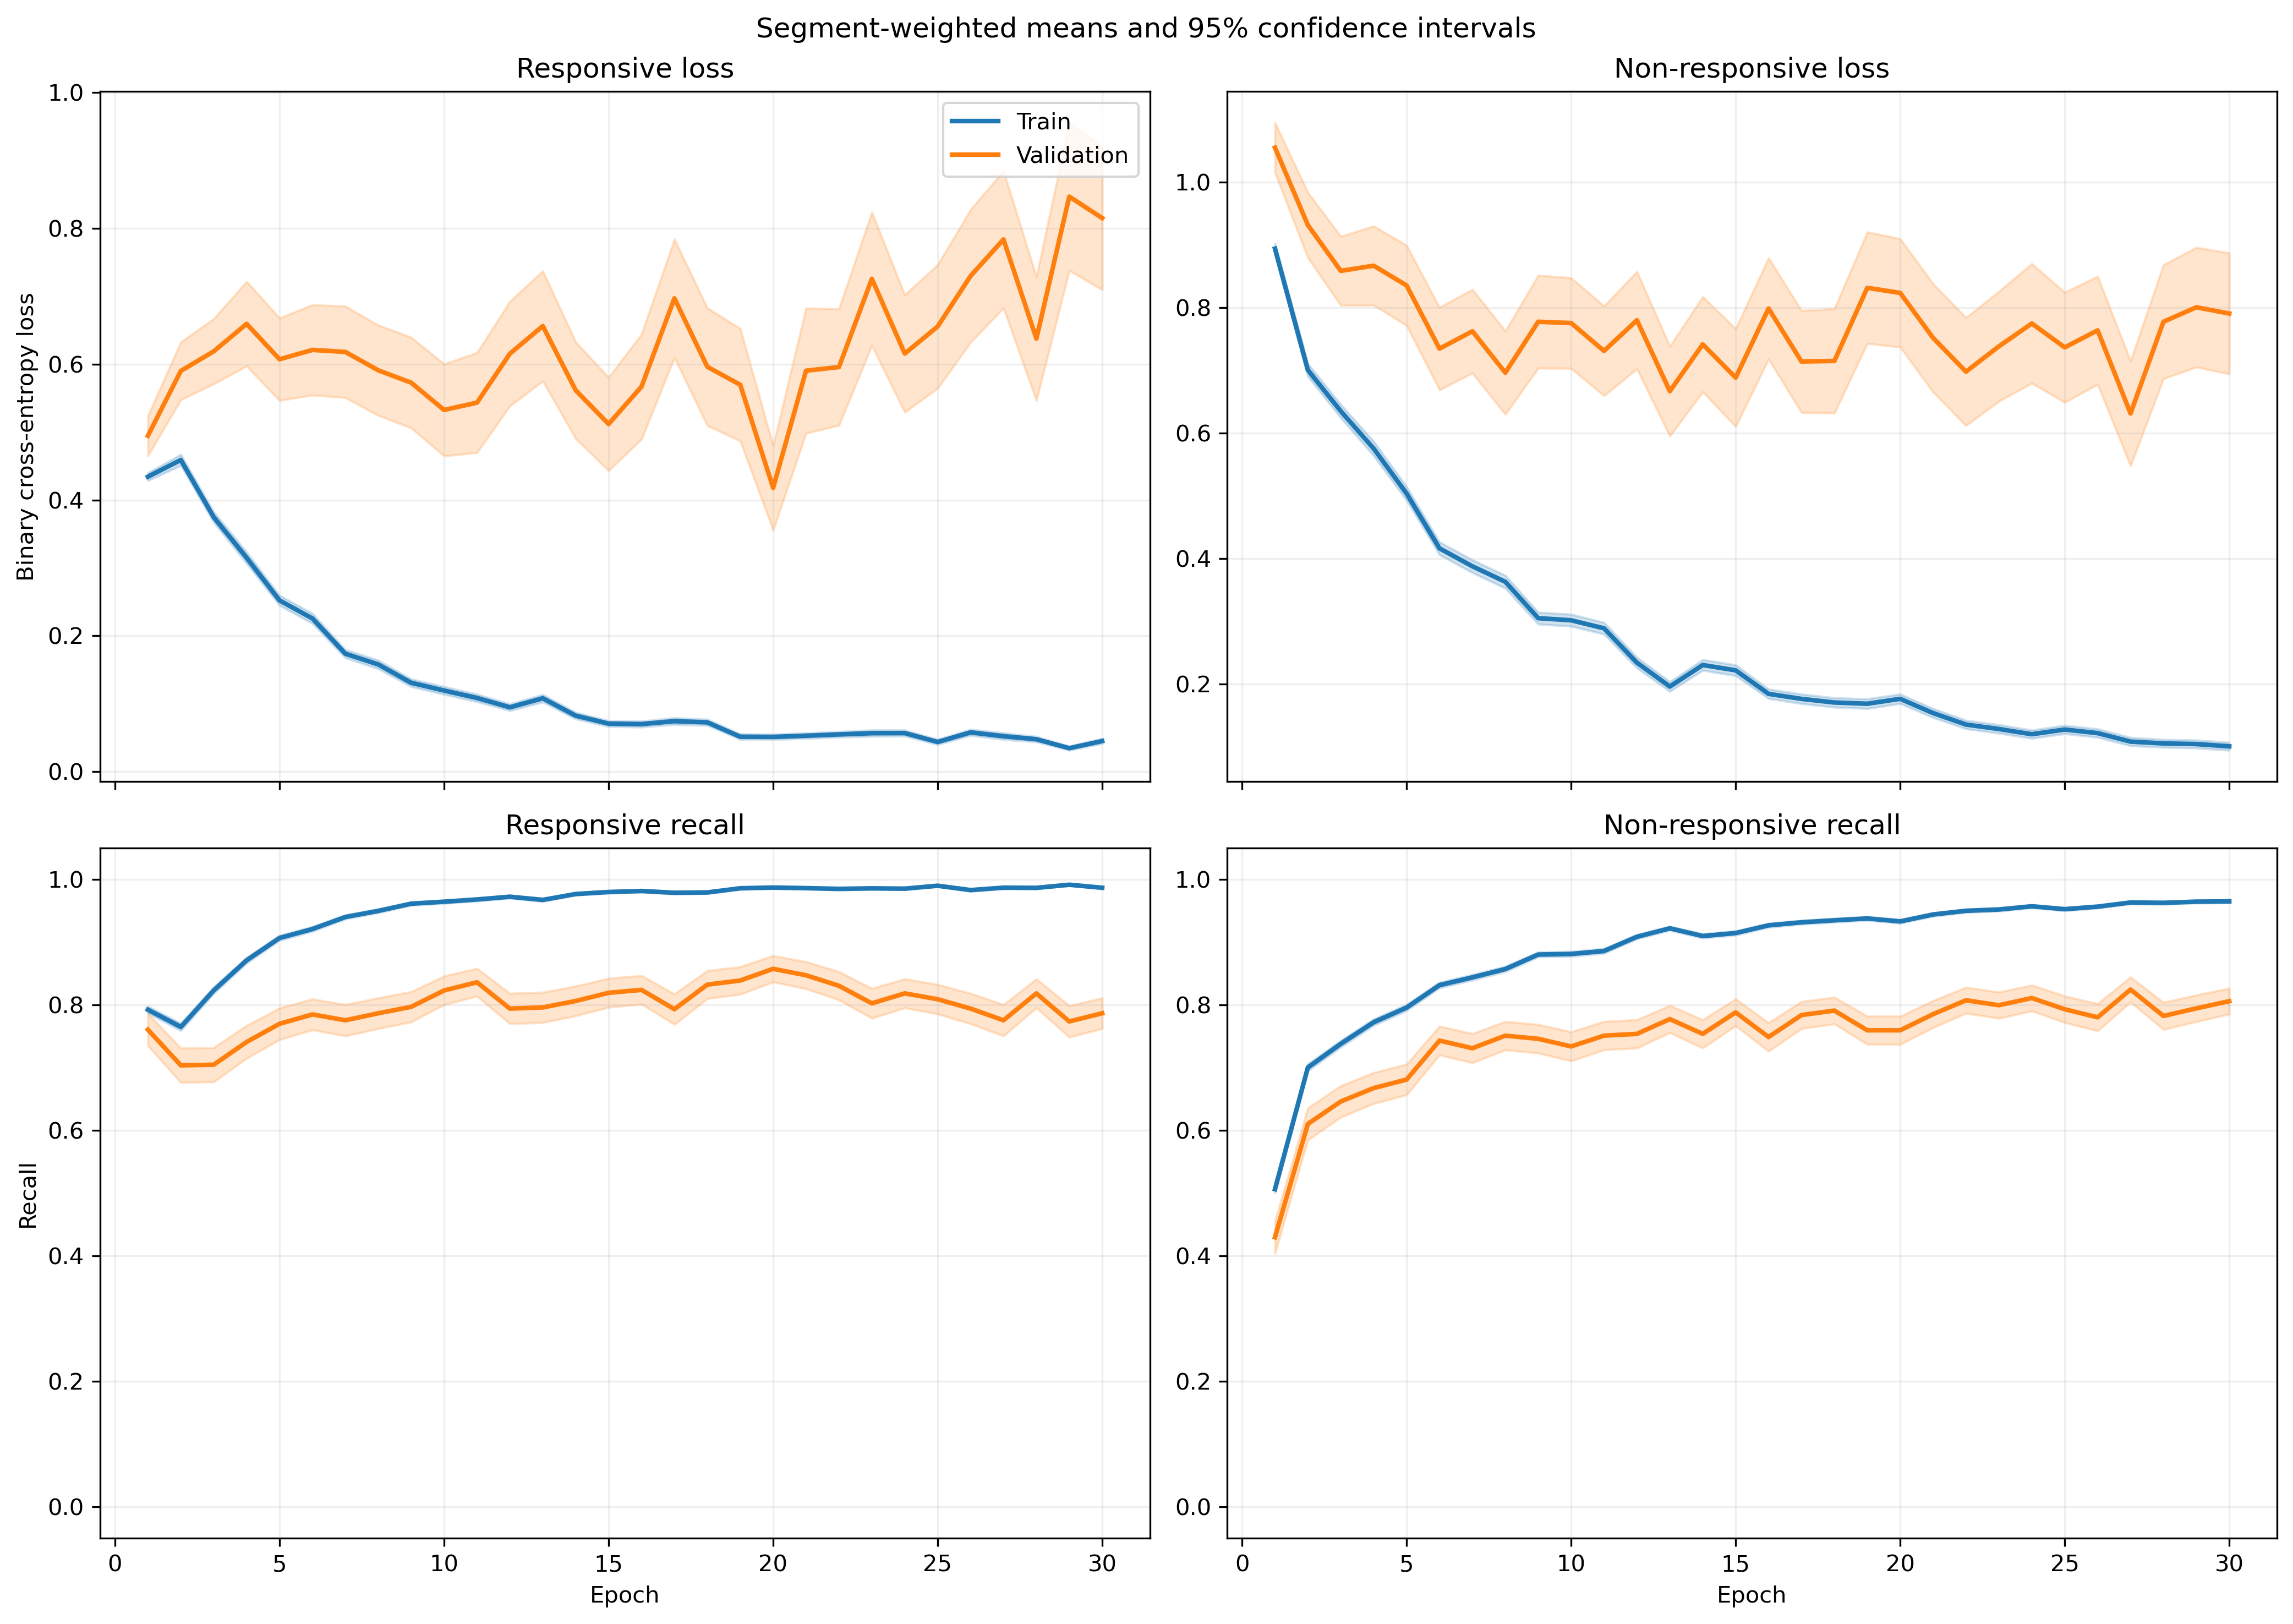 Segment-weighted means and 95% confidence intervals
Responsive loss
Binary cross-entropy loss
1.0
0.8
0.6
0.4
0.2
0.0
Train
Validation
Non-responsive loss
1.0
0.8
0.6
0.4
0.2
Responsive recall
Recall
1.0
0.8
0.6
0.4
0.2
0.0
0 5 10 15 20 25 30
Epoch
Non-responsive recall
1.0
0.8
0.6
0.4
0.2
0.0
0 5 10 15 20 25 30
Epoch